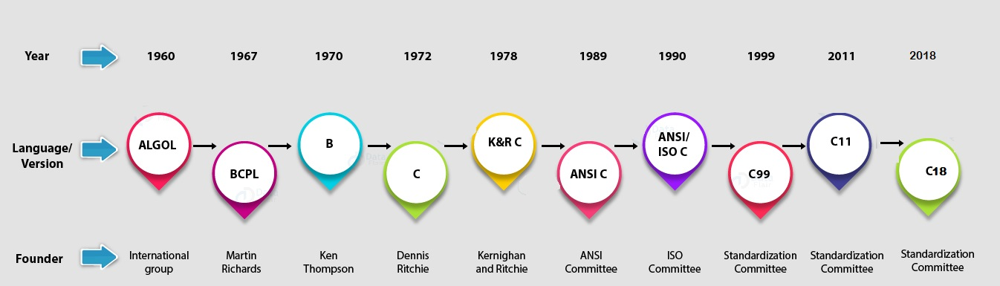 Year 1960 1967 1970 1972 1978 1989 1990 1999 2011 2018
Language/
Version
ALGOL
BCPL
B
C
K&R C
ANSI C
ANSI/
ISO C
C99
C11
C18
Founder
International
group
Martin
Richards
Ken
Thompson
Dennis
Ritchie
Kernighan
and Ritchie
ANSI
Committee
ISO
Committee
Standardization
Committee
Standardization
Committee
Standardization
Committee